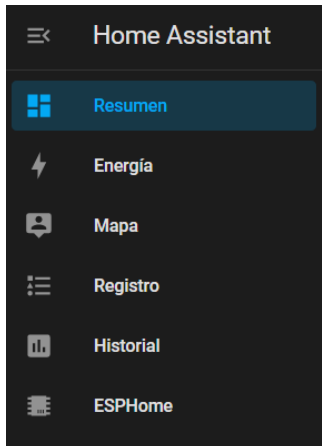 Home Assistant
Resumen
Energía
Mapa
Registro
Historial
ESPHome